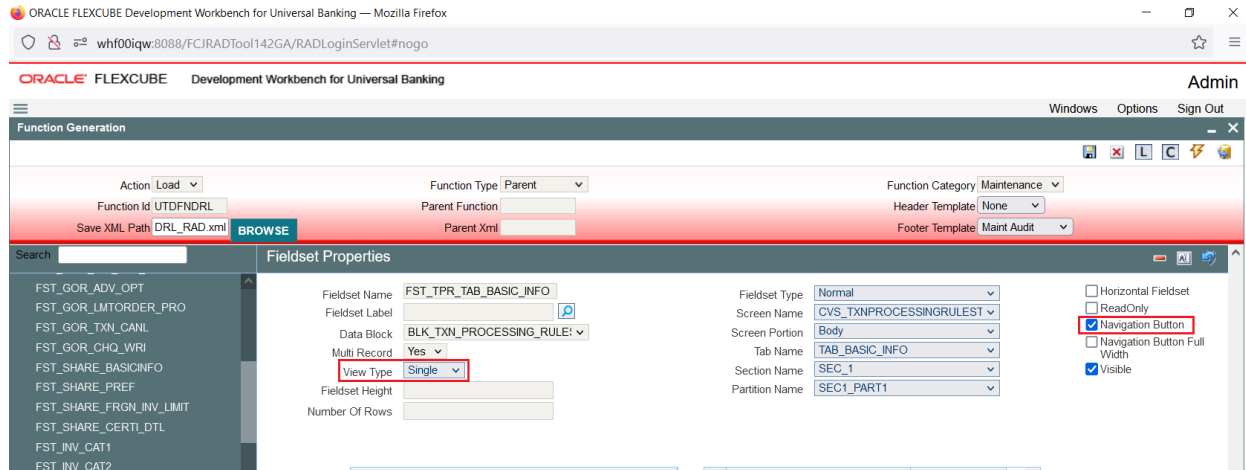 ORACLE FLEXCUBE Development Workbench for Universal Banking — Mozilla Firefox
whf00iqw:8088/FCJRADTool142GA/RADLoginServlet#nogo
ORACLE FLEXCUBE Development Workbench for Universal Banking
Admin
Windows Options Sign Out
Function Generation
L C
Action Load Function Type Parent Function Category Maintenance
Function Id UTDFNDRL Parent Function Header Template None
Save XML Path DRL_RAD.xml BROWSE Parent Xml Footer Template Maint Audit
Search
Fieldset Properties
FST_GOR_ADV_OPT
FST_GOR_LMTORDER_PRO
FST_GOR_TXN_CANL
FST_GOR_CHQ_WRI
FST_SHARE_BASICINFO
FST_SHARE_PREF
FST_SHARE_FRGN_INV_LIMIT
FST_SHARE_CERTI_DTL
FST_INV_CAT1
FST_INV_CAT2
Fieldset Name FST_TPR_TAB_BASIC_INFO
Fieldset Label
Data Block BLK_TXN_PROCESSING_RULES
Multi Record Yes
View Type Single
Fieldset Height
Number Of Rows
Fieldset Type Normal
Screen Name CVS_TXNPROCESSINGRULEST
Screen Portion Body
Tab Name TAB_BASIC_INFO
Section Name SEC_1
Partition Name SEC1_PART1
Horizontal Fieldset
ReadOnly
Navigation Button
Navigation Button Full
Width
Visible